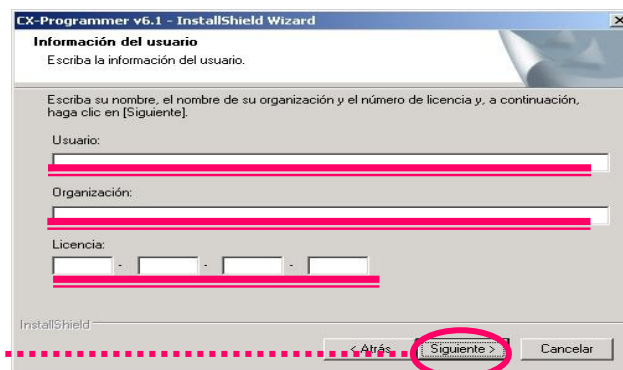 CX-Programmer v6.1 - InstallShield Wizard
Información del usuario
Escriba la información del usuario.
Escriba su nombre, el nombre de su organización y el número de licencia y, a continuación,
haga clic en [Siguiente].
Usuario:
Organización:
Licencia:
- - -
InstallShield
< Atrás Siguiente > Cancelar